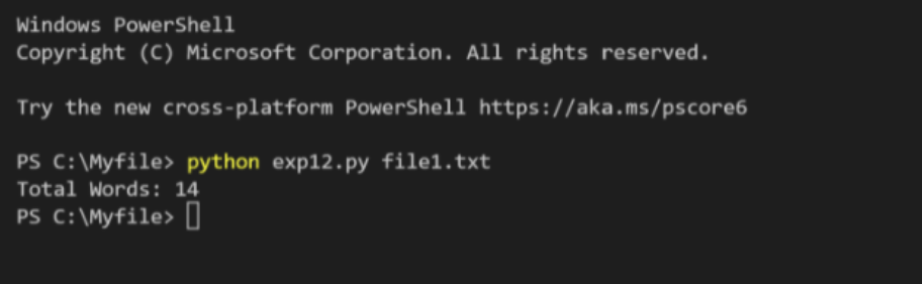 Windows PowerShell
Copyright (C) Microsoft Corporation. All rights reserved.
Try the new cross-platform PowerShell https://aka.ms/pscore6
PS C:\Myfile> python exp12.py file1.txt
Total Words: 14
PS C:\Myfile>